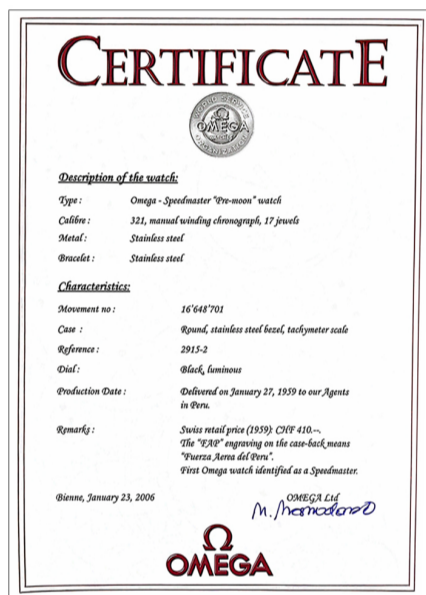 CERTIFICATE
WORLD SERVICE
OMEGA
ORGANIZATION
Description of the watch:
Type : Omega - Speedmaster "Pre-moon" watch
Calibre : 321, manual winding chronograph, 17 jewels
Metal : Stainless steel
Bracelet : Stainless steel
Characteristics:
Movement no : 16'648'701
Case : Round, stainless steel bezel, tachymeter scale
Reference : 2915-2
Dial : Black, luminous
Production Date : Delivered on January 27, 1959 to our Agents
in Peru.
Remarks : Swiss retail price (1959): CHF 410.--.
The "FAP" engraving on the case-back means
"Fuerza Aerea del Peru".
First Omega watch identified as a Speedmaster.
Bienne, January 23, 2006 OMEGA Ltd
OMEGA